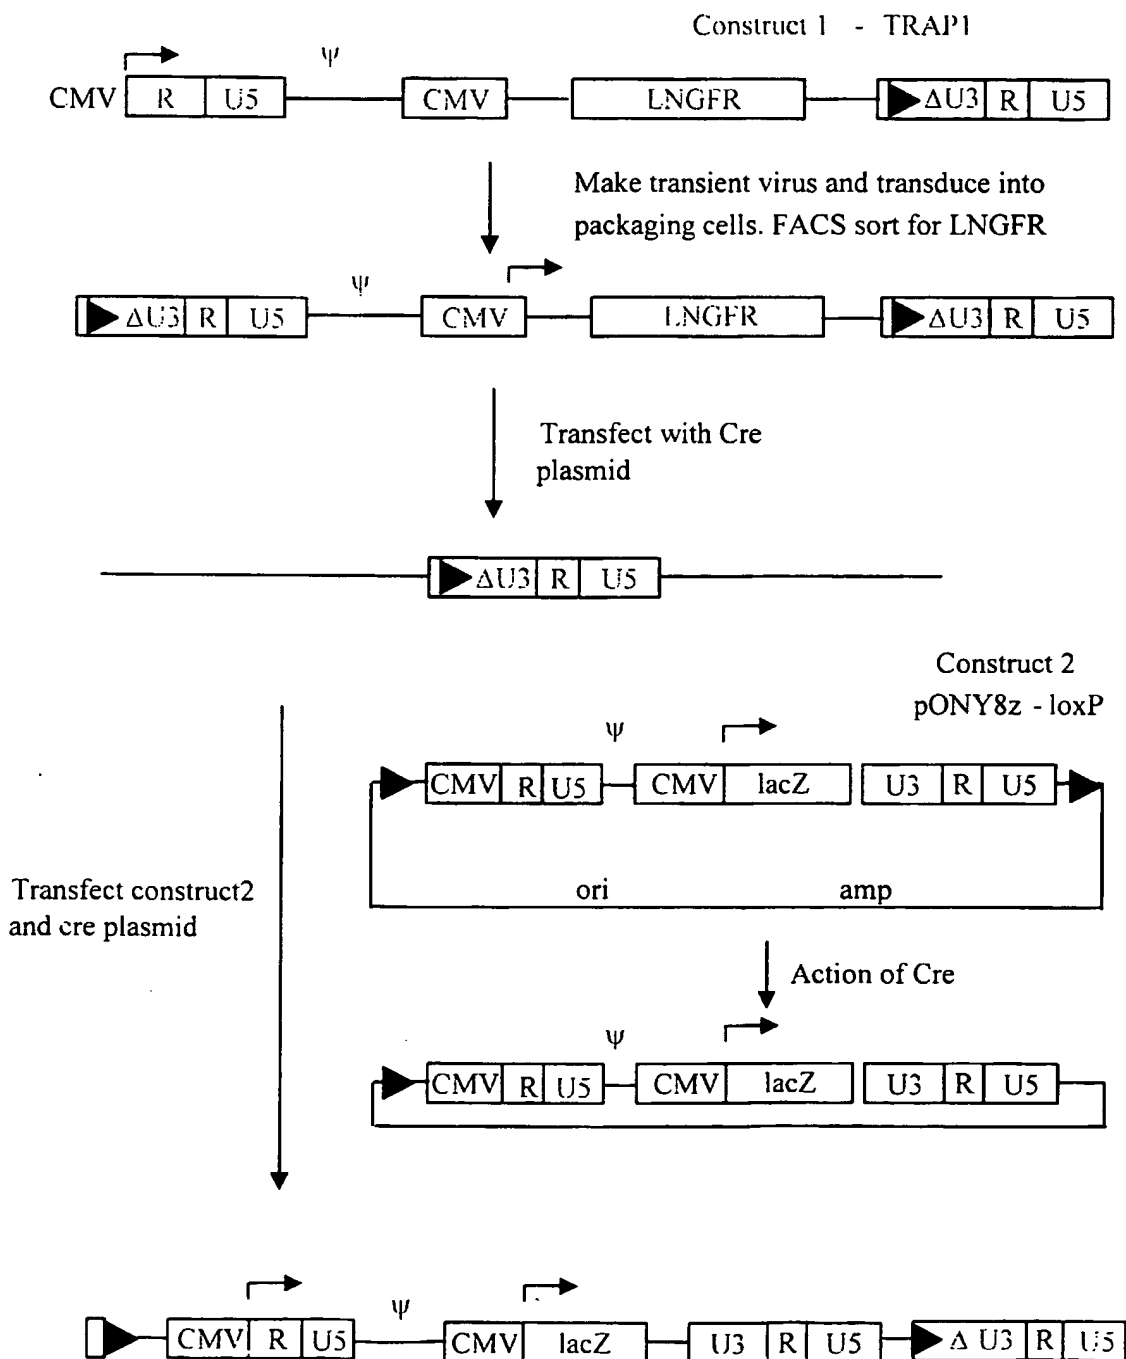 Construct 1 - TRAP1
ψ
CMV R U5 CMV LNGFR ΔU3 R U5
Make transient virus and transduce into
packaging cells. FACS sort for LNGFR
ψ
ΔU3 R U5 CMV LNGFR ΔU3 R U5
Transfect with Cre
plasmid
ΔU3 R U5
Construct 2
pONY8z - loxP
ψ
CMV R U5 CMV lacZ U3 R U5
ori amp
Transfect construct2
and cre plasmid
Action of Cre
ψ
CMV R U5 CMV lacZ U3 R U5
ψ
CMV R U5 CMV lacZ U3 R U5 Δ U3 R U5